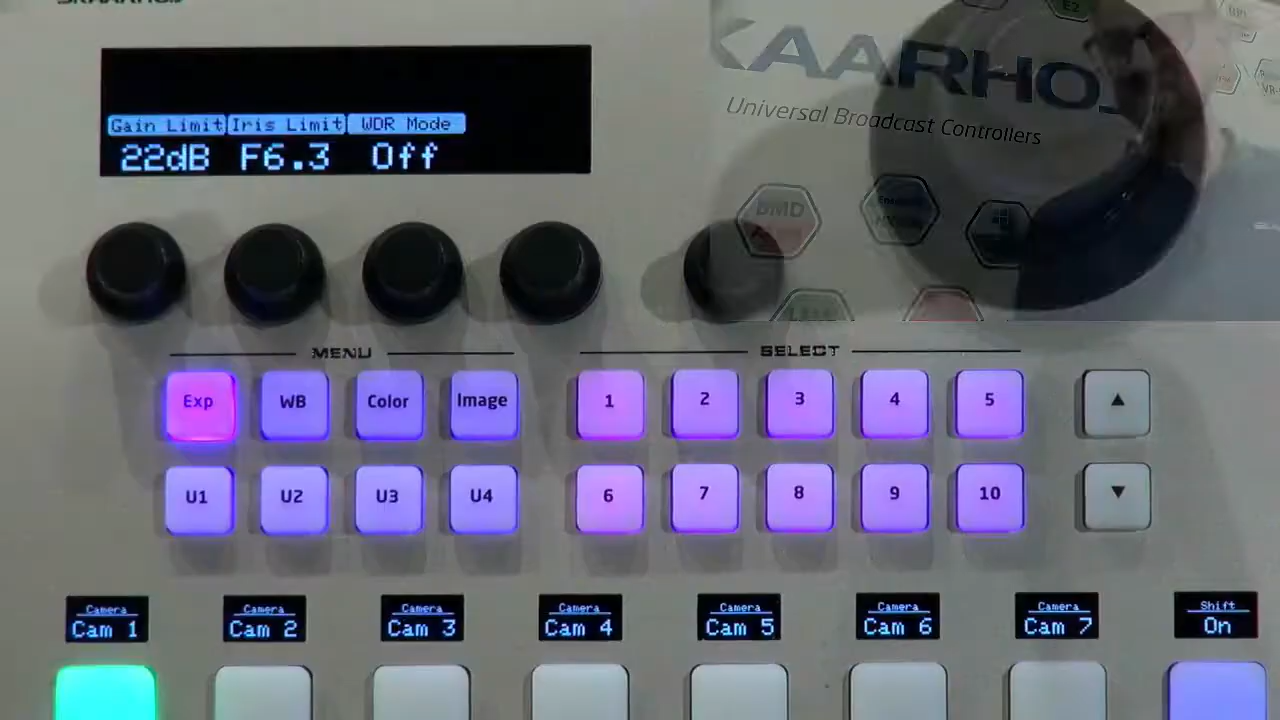 KAARHOJ
Universal Broadcast Controllers
Gain Limit Iris Limit WDR Mode
22dB F6.3 Off
BMD
MENU SELECT
Exp WB Color Image 1 2 3 4 5 ▲
U1 U2 U3 U4 6 7 8 9 10 ▼
Camera Camera Camera Camera Camera Camera Camera Shift
Cam 1 Cam 2 Cam 3 Cam 4 Cam 5 Cam 6 Cam 7 On